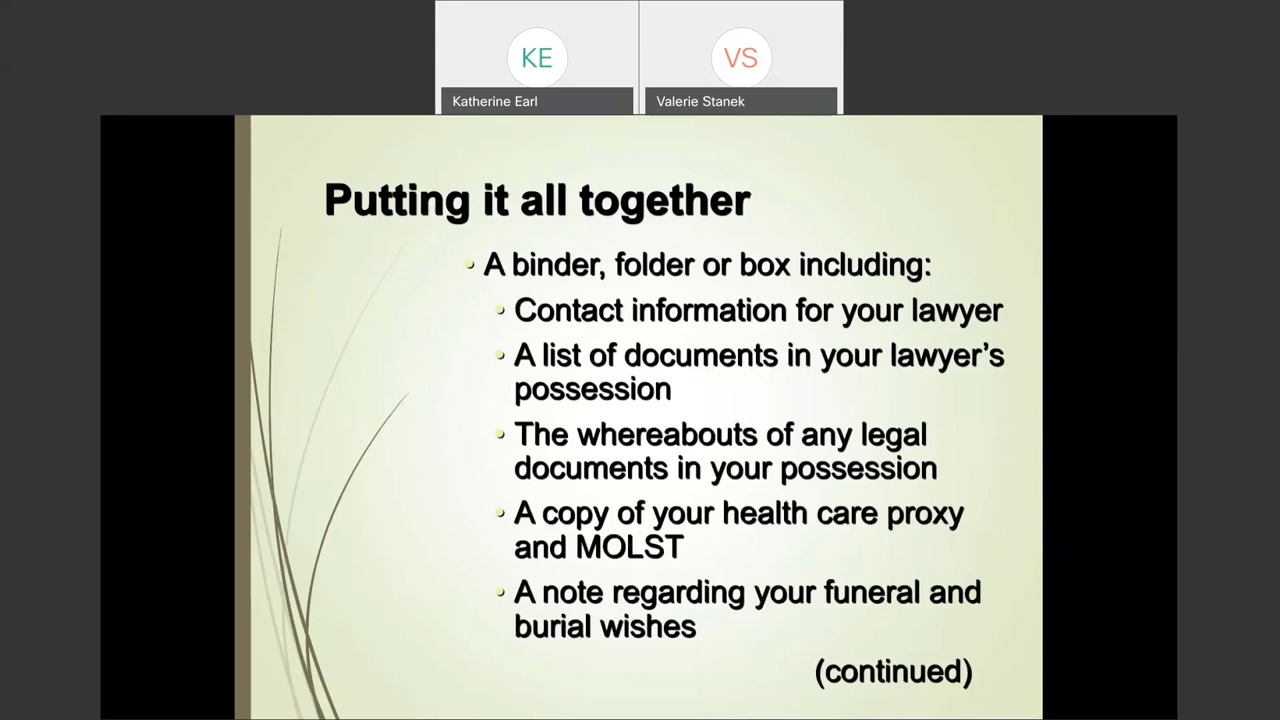 KE
VS
Katherine Earl
Valerie Stanek
Putting it all together
• A binder, folder or box including:
• Contact information for your lawyer
• A list of documents in your lawyer’s
possession
• The whereabouts of any legal
documents in your possession
• A copy of your health care proxy
and MOLST
• A note regarding your funeral and
burial wishes
(continued)